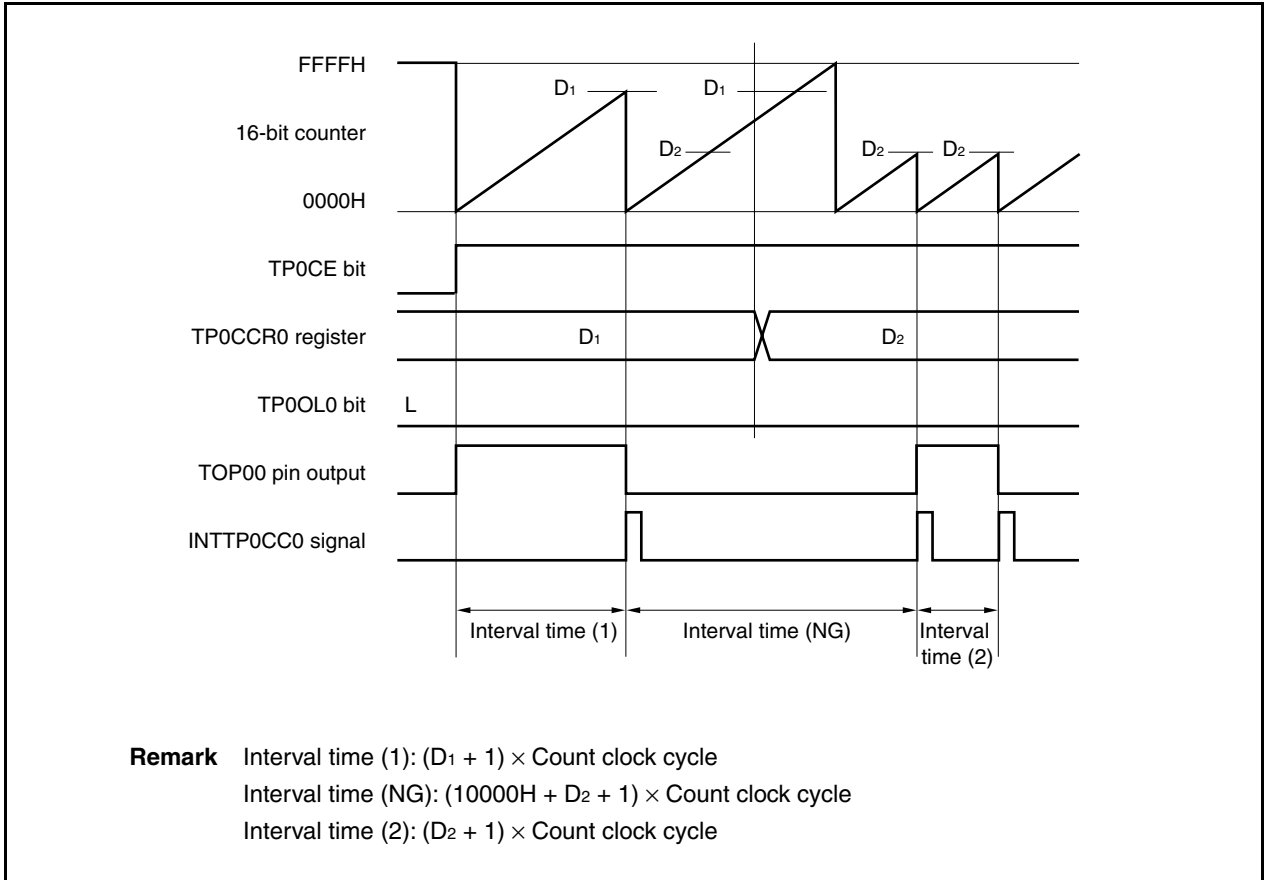 FFFFH
D1 D1
16-bit counter
D2 D2 D2
0000H
TP0CE bit
TP0CCR0 register D1 D2
TP0OL0 bit L
TOP00 pin output
INTTP0CC0 signal
Interval time (1) Interval time (NG) Interval time (2)
Remark Interval time (1): (D1 + 1) × Count clock cycle
Interval time (NG): (10000H + D2 + 1) × Count clock cycle
Interval time (2): (D2 + 1) × Count clock cycle